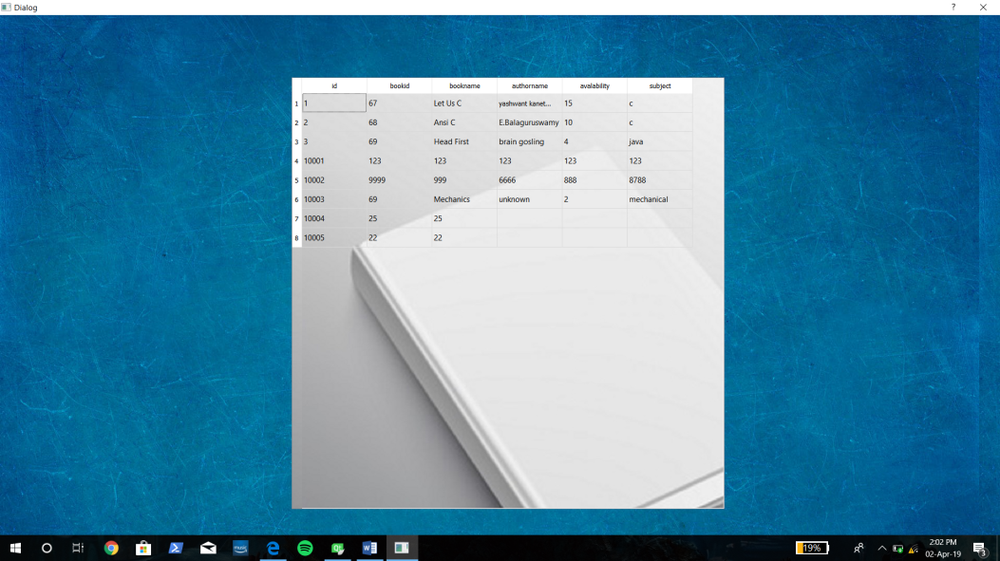 Dialog ?
id bookid bookname authorname avalability subject
1 1 67 Let Us C yashwant kanet... 15 c
2 2 68 Ansi C E.Balaguruswamy 10 c
3 3 69 Head First brain gosling 4 java
4 10001 123 123 123 123 123
5 10002 9999 999 6666 888 8788
6 10003 69 Mechanics unknown 2 mechanical
7 10004 25 25
8 10005 22 22
music W 19% 2:02 PM
02-Apr-19 3